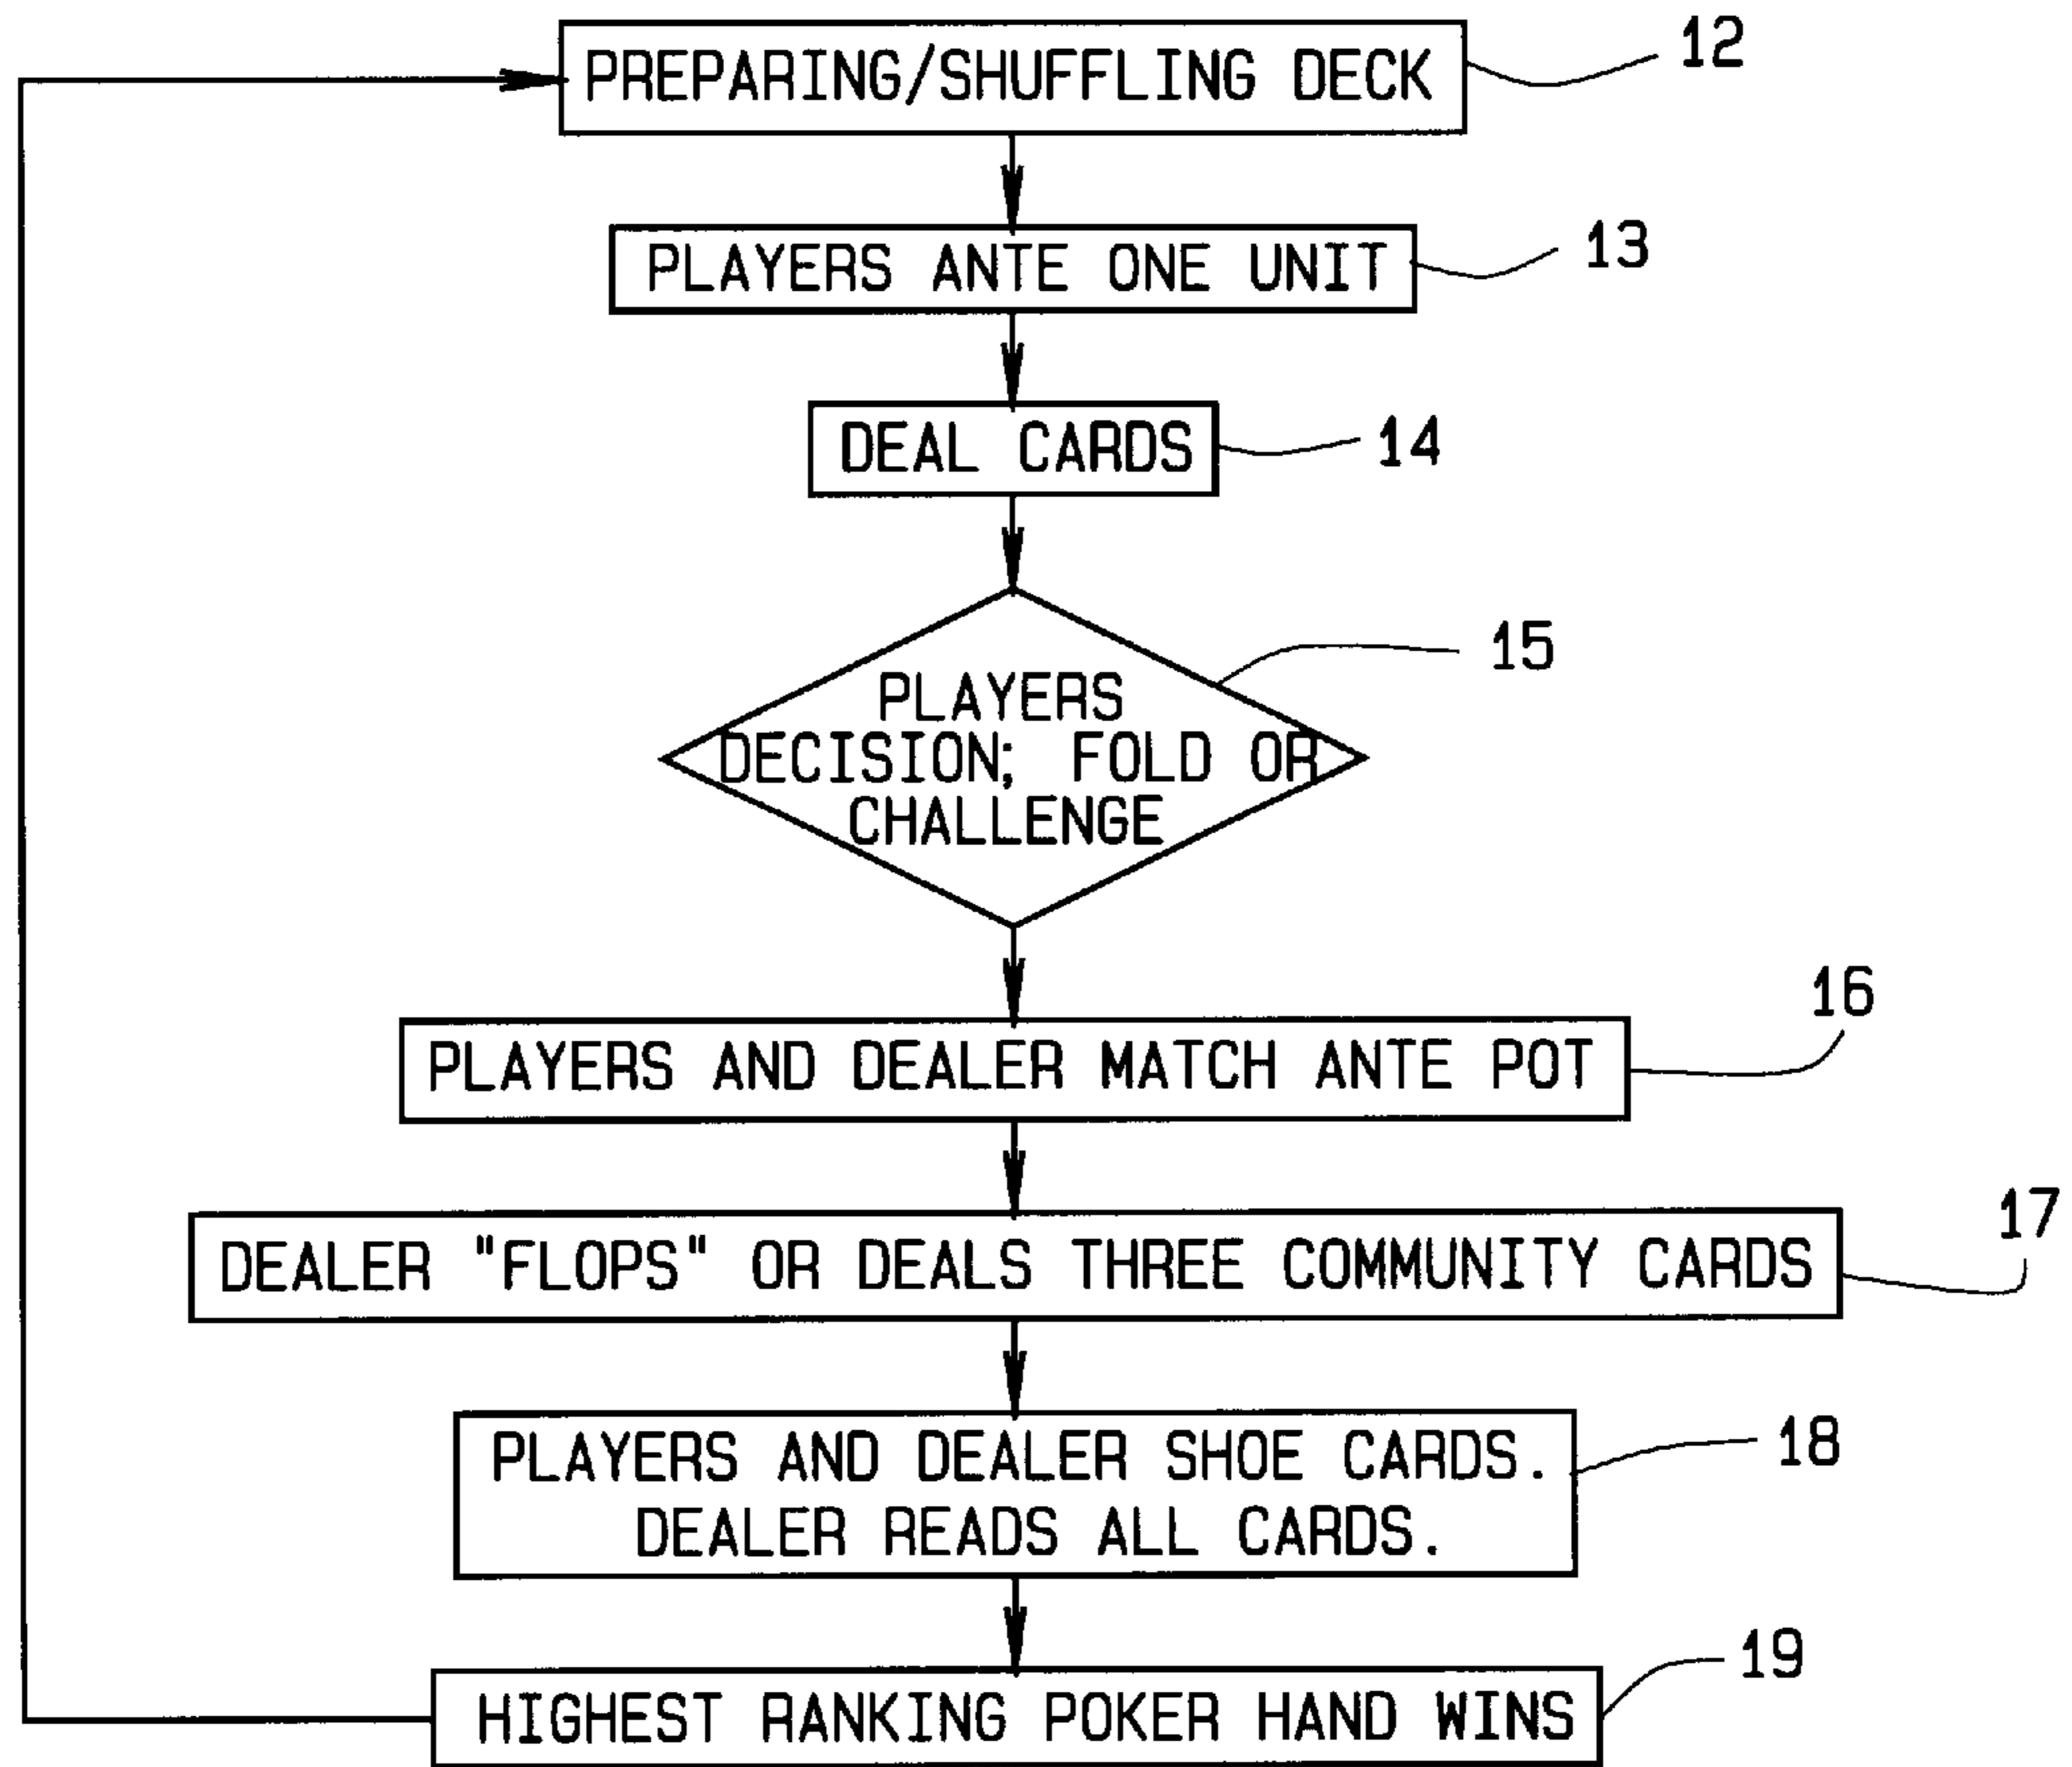 PREPARING/SHUFFLING DECK
12
PLAYERS ANTE ONE UNIT
13
DEAL CARDS
14
15
PLAYERS
DECISION; FOLD OR
CHALLENGE
16
PLAYERS AND DEALER MATCH ANTE POT
17
DEALER "FLOPS" OR DEALS THREE COMMUNITY CARDS
PLAYERS AND DEALER SHOE CARDS.
18
DEALER READS ALL CARDS.
19
HIGHEST RANKING POKER HAND WINS